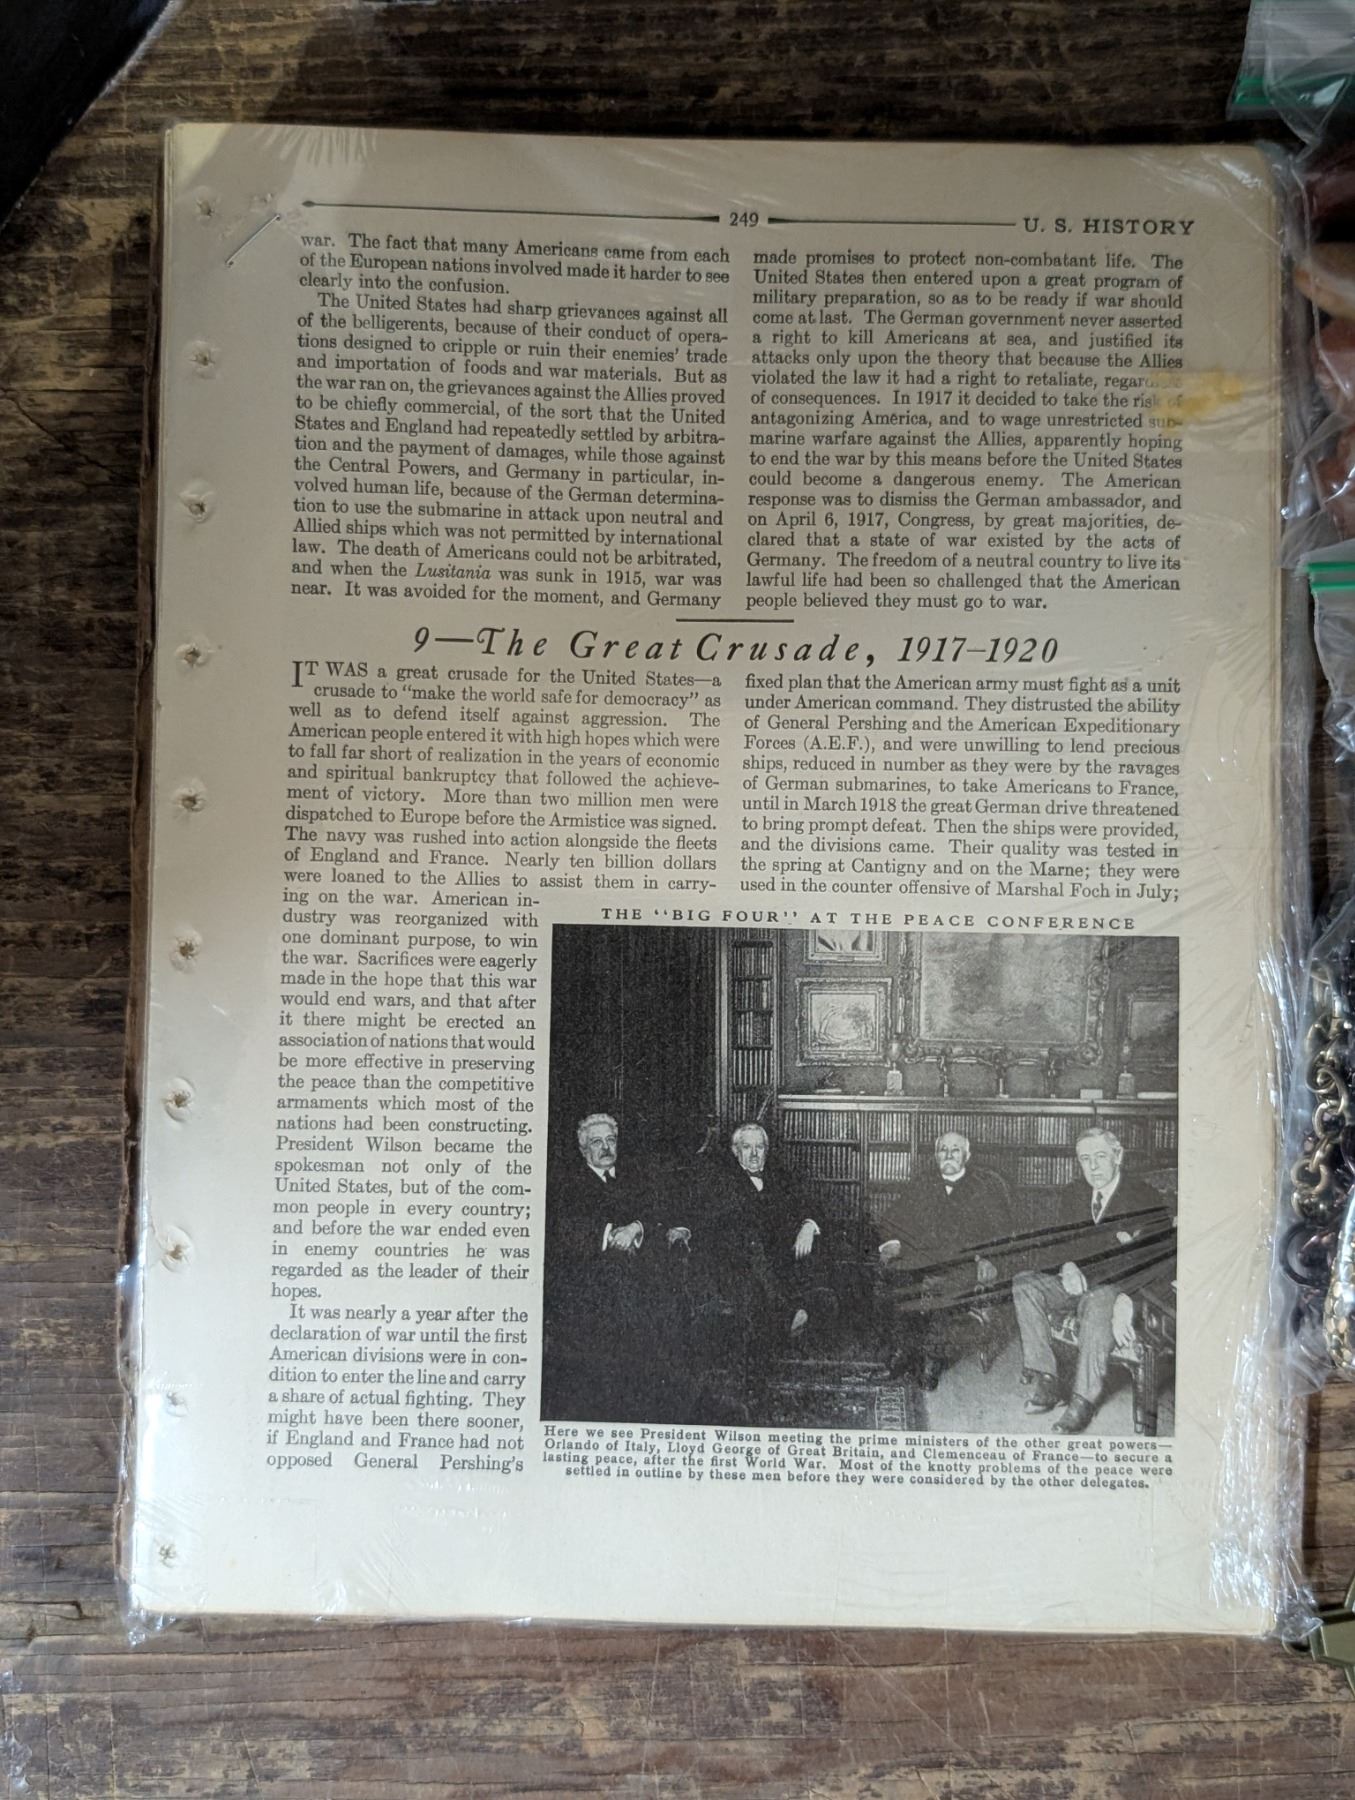 249
U. S. HISTORY
war. The fact that many Americans came from each
of the European nations involved made it harder to see
clearly into the confusion.
The United States had sharp grievances against all
of the belligerents, because of their conduct of opera-
tions designed to cripple or ruin their enemies' trade
and importation of foods and war materials. But as
the war ran on, the grievances against the Allies proved
to be chiefly commercial, of the sort that the United
States and England had repeatedly settled by arbitra-
tion and the payment of damages, while those against
the Central Powers, and Germany in particular, in-
volved human life, because of the German determina-
tion to use the submarine in attack upon neutral and
Allied ships which was not permitted by international
law. The death of Americans could not be arbitrated,
and when the Lusitania was sunk in 1915, war was
near. It was avoided for the moment, and Germany
made promises to protect non-combatant life. The
United States then entered upon a great program of
military preparation, so as to be ready if war should
come at last. The German government never asserted
a right to kill Americans at sea, and justified its
attacks only upon the theory that because the Allies
violated the law it had a right to retaliate, regardless
of consequences. In 1917 it decided to take the risk of
antagonizing America, and to wage unrestricted sub-
marine warfare against the Allies, apparently hoping
to end the war by this means before the United States
could become a dangerous enemy. The American
response was to dismiss the German ambassador, and
on April 6, 1917, Congress, by great majorities, de-
clared that a state of war existed by the acts of
Germany. The freedom of a neutral country to live its
lawful life had been so challenged that the American
people believed they must go to war.
9—The Great Crusade, 1917–1920
IT WAS a great crusade for the United States—a
crusade to "make the world safe for democracy" as
well as to defend itself against aggression. The
American people entered it with high hopes which were
to fall far short of realization in the years of economic
and spiritual bankruptcy that followed the achieve-
ment of victory. More than two million men were
dispatched to Europe before the Armistice was signed.
The navy was rushed into action alongside the fleets
of England and France. Nearly ten billion dollars
were loaned to the Allies to assist them in carry-
ing on the war. American in-
dustry was reorganized with
one dominant purpose, to win
the war. Sacrifices were eagerly
made in the hope that this war
would end wars, and that after
it there might be erected an
association of nations that would
be more effective in preserving
the peace than the competitive
armaments which most of the
nations had been constructing.
President Wilson became the
spokesman not only of the
United States, but of the com-
mon people in every country;
and before the war ended even
in enemy countries he was
regarded as the leader of their
hopes.
It was nearly a year after the
declaration of war until the first
American divisions were in con-
dition to enter the line and carry
a share of actual fighting. They
might have been there sooner,
if England and France had not
opposed General Pershing's
fixed plan that the American army must fight as a unit
under American command. They distrusted the ability
of General Pershing and the American Expeditionary
Forces (A.E.F.), and were unwilling to lend precious
ships, reduced in number as they were by the ravages
of German submarines, to take Americans to France,
until in March 1918 the great German drive threatened
to bring prompt defeat. Then the ships were provided,
and the divisions came. Their quality was tested in
the spring at Cantigny and on the Marne; they were
used in the counter offensive of Marshal Foch in July;
THE "BIG FOUR" AT THE PEACE CONFERENCE
Here we see President Wilson meeting the prime ministers of the other great powers—
Orlando of Italy, Lloyd George of Great Britain, and Clemenceau of France—to secure a
lasting peace, after the first World War. Most of the knotty problems of the peace were
settled in outline by these men before they were considered by the other delegates.